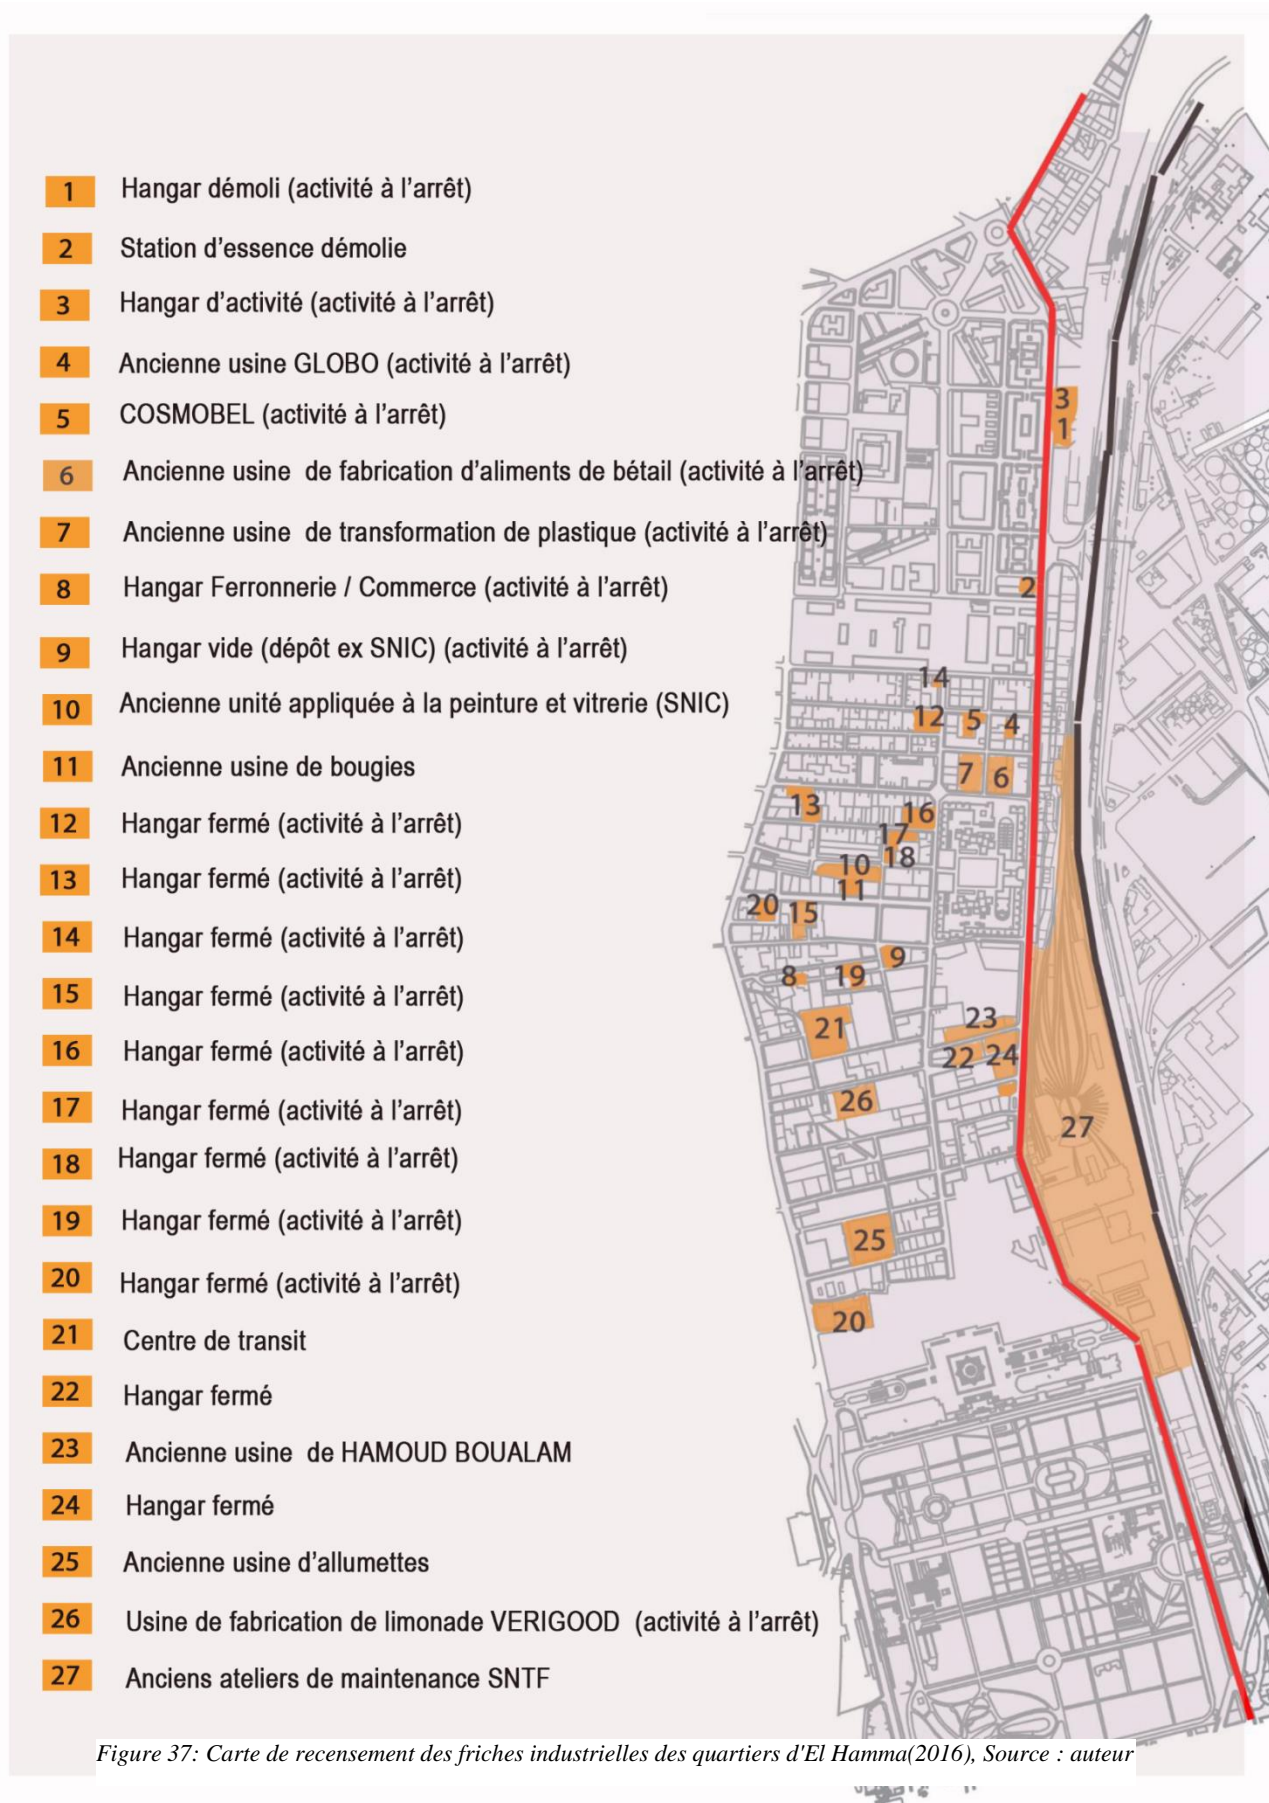 1 Hangar démoli (activité à l'arrêt)
2 Station d'essence démolie
3 Hangar d'activité (activité à l'arrêt)
4 Ancienne usine GLOBO (activité à l'arrêt)
5 COSMOBEL (activité à l'arrêt)
6 Ancienne usine de fabrication d'aliments de bétail (activité à l'arrêt)
7 Ancienne usine de transformation de plastique (activité à l'arrêt)
8 Hangar Ferronnerie / Commerce (activité à l'arrêt)
9 Hangar vide (dépôt ex SNIC) (activité à l'arrêt)
10 Ancienne unité appliquée à la peinture et vitrerie (SNIC)
11 Ancienne usine de bougies
12 Hangar fermé (activité à l'arrêt)
13 Hangar fermé (activité à l'arrêt)
14 Hangar fermé (activité à l'arrêt)
15 Hangar fermé (activité à l'arrêt)
16 Hangar fermé (activité à l'arrêt)
17 Hangar fermé (activité à l'arrêt)
18 Hangar fermé (activité à l'arrêt)
19 Hangar fermé (activité à l'arrêt)
20 Hangar fermé (activité à l'arrêt)
21 Centre de transit
22 Hangar fermé
23 Ancienne usine de HAMOUD BOUALAM
24 Hangar fermé
25 Ancienne usine d'allumettes
26 Usine de fabrication de limonade VERIGOOD (activité à l'arrêt)
27 Anciens ateliers de maintenance SNTF
3
1
2
14
12 5 4
7 6
13 16
17
18
10
11
20 15
9
8 19
21 23
22 24
26
27
25
20
Figure 37: Carte de recensement des friches industrielles des quartiers d'El Hamma(2016), Source : auteur